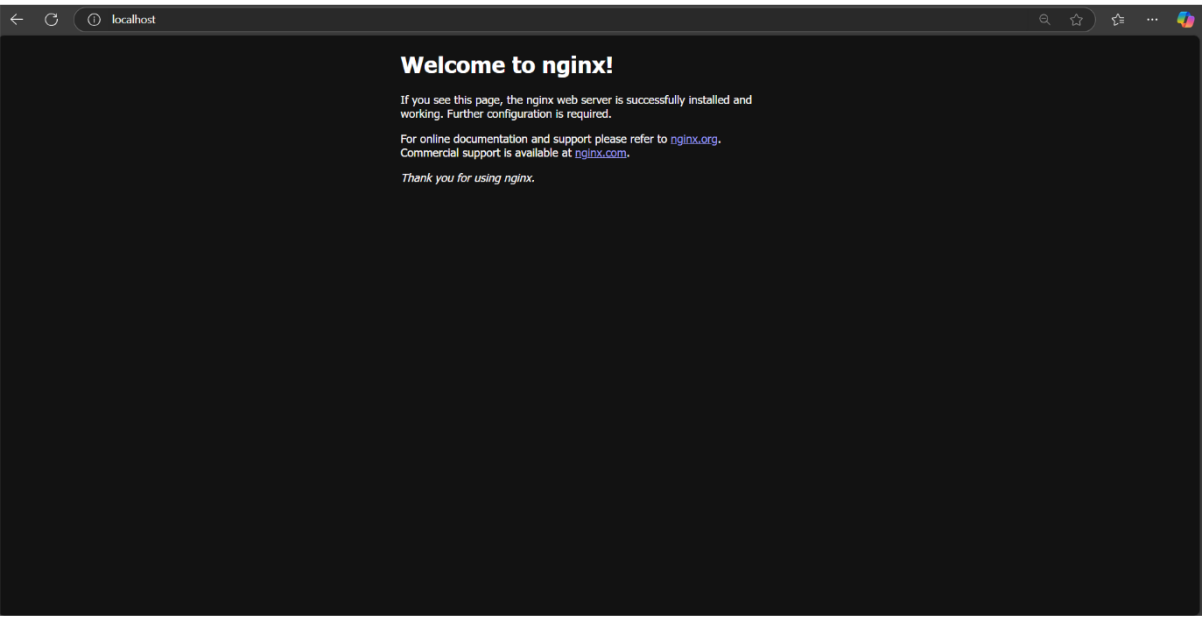 localhost
Welcome to nginx!
If you see this page, the nginx web server is successfully installed and
working. Further configuration is required.
For online documentation and support please refer to nginx.org.
Commercial support is available at nginx.com.
Thank you for using nginx.